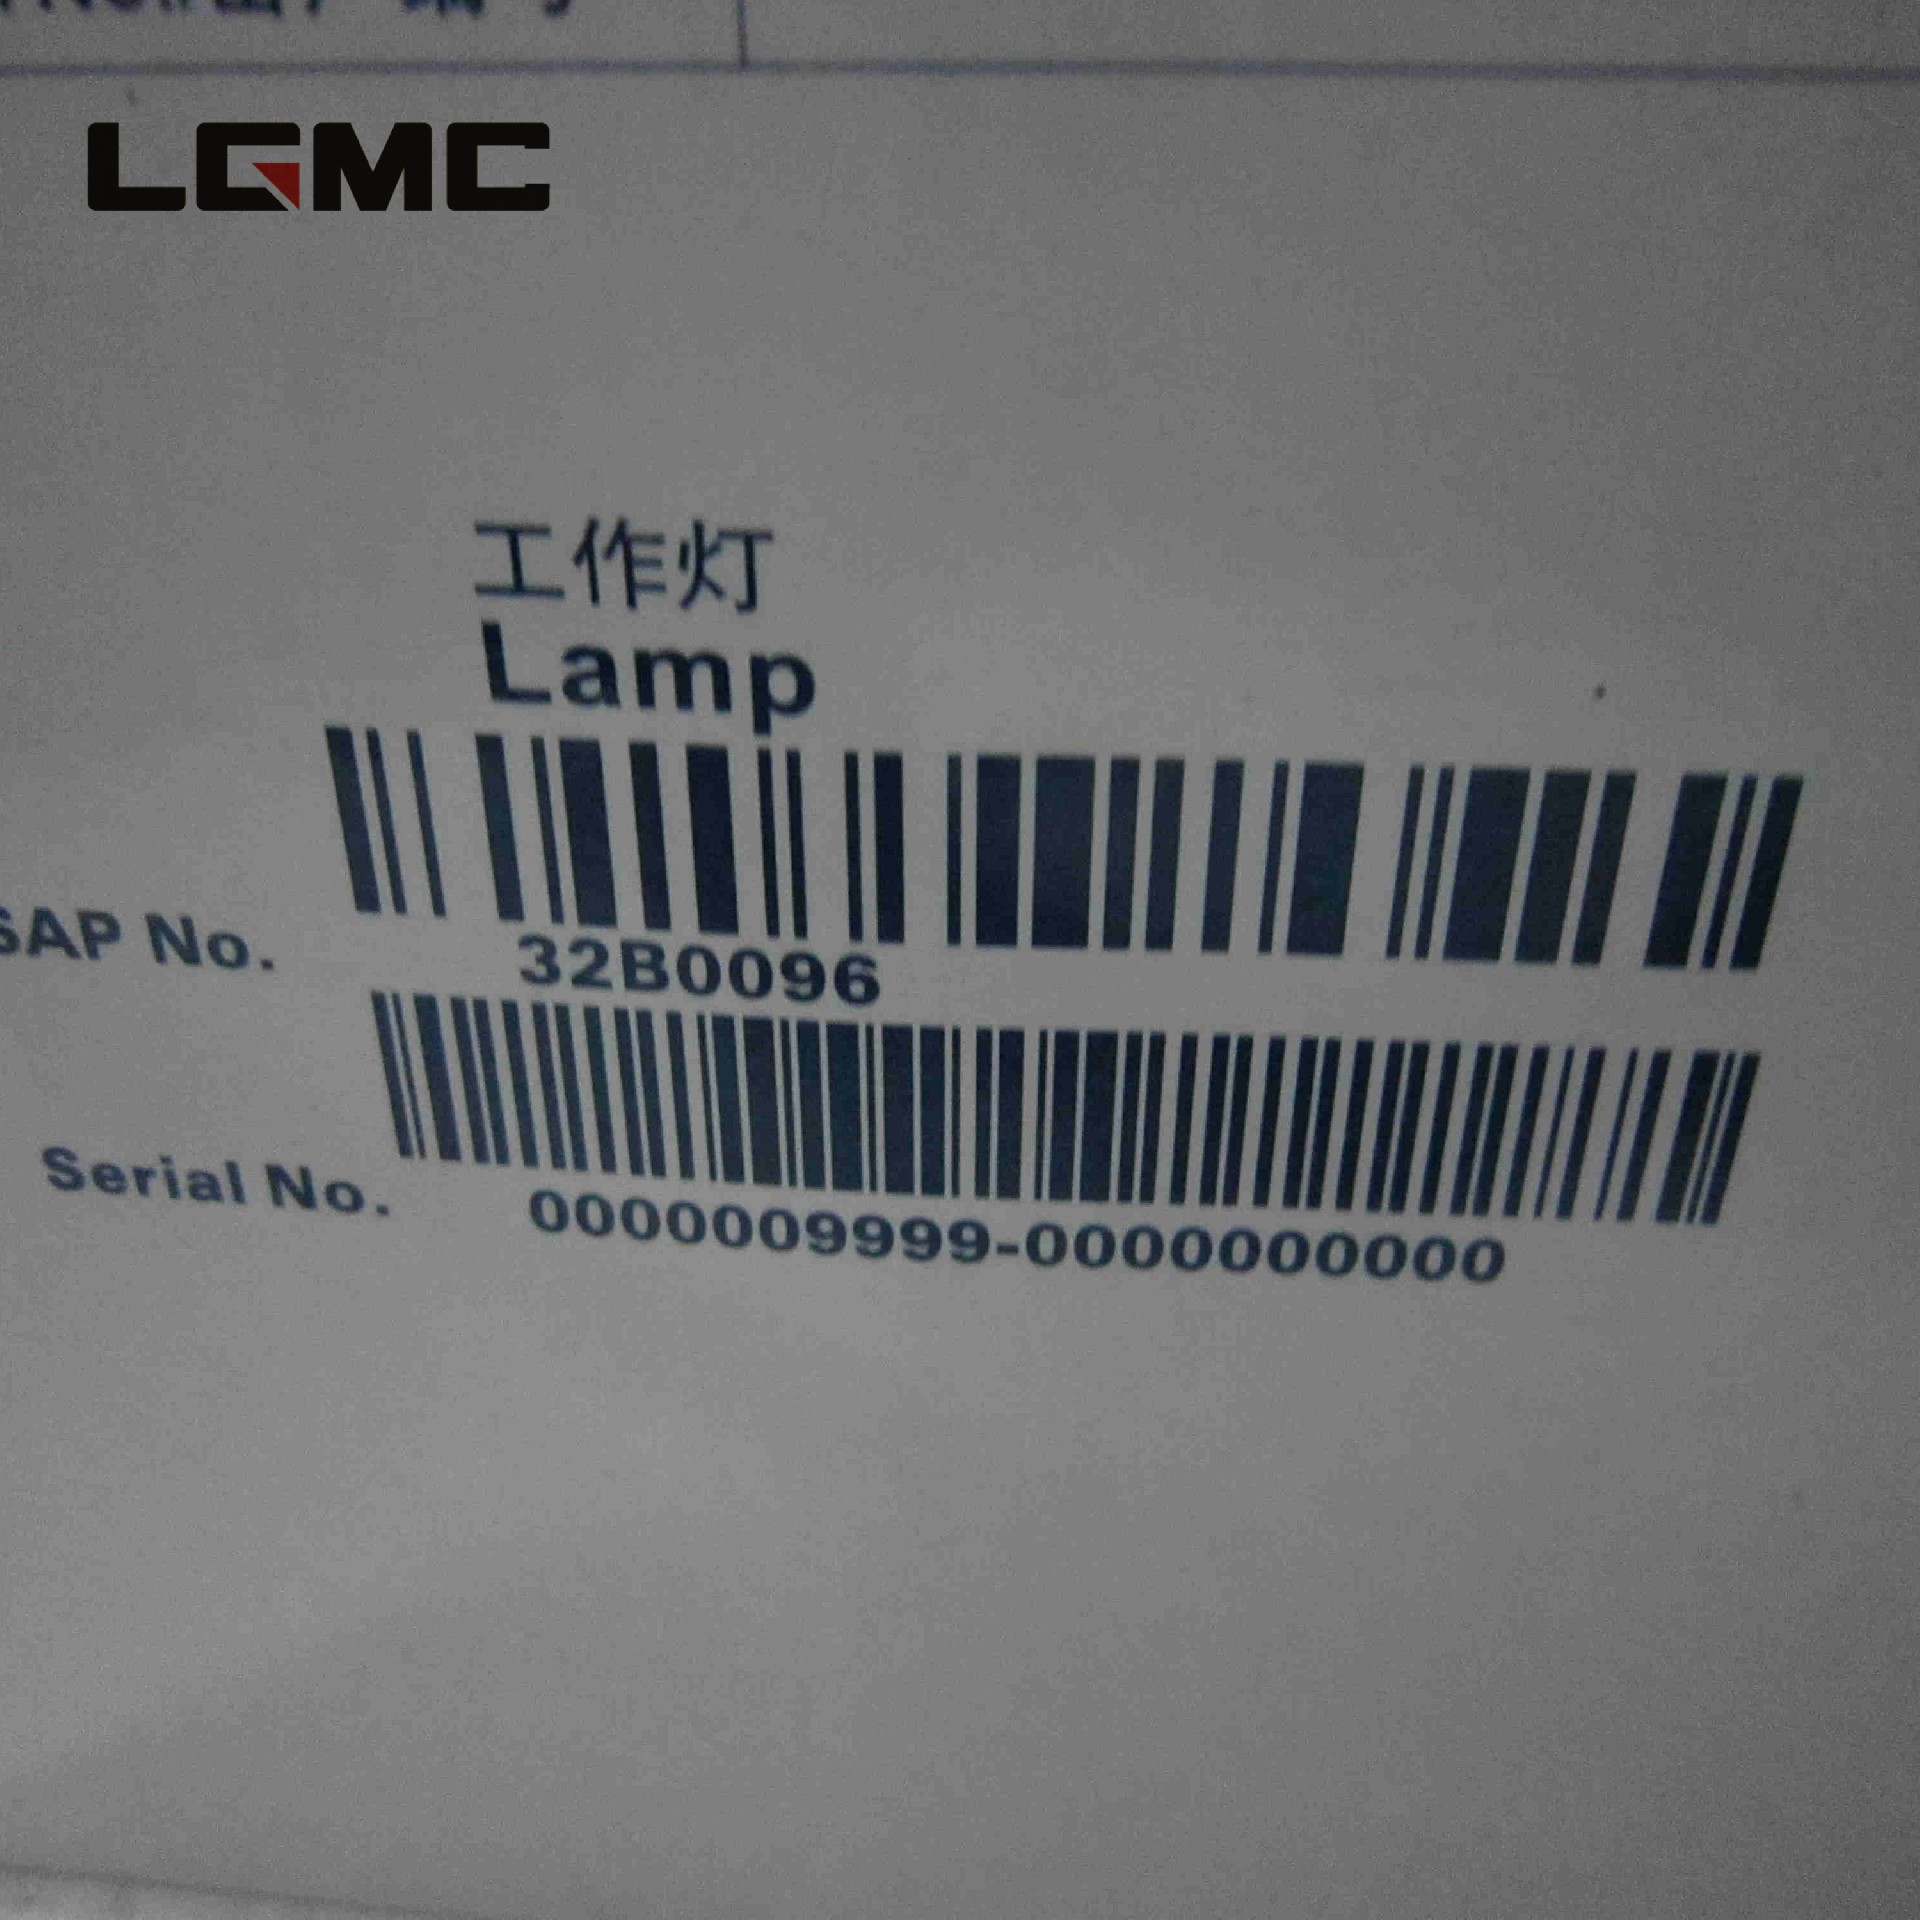 LGMC
工作灯
Lamp
SAP No.
32B0096
Serial No.
0000009999-0000000000